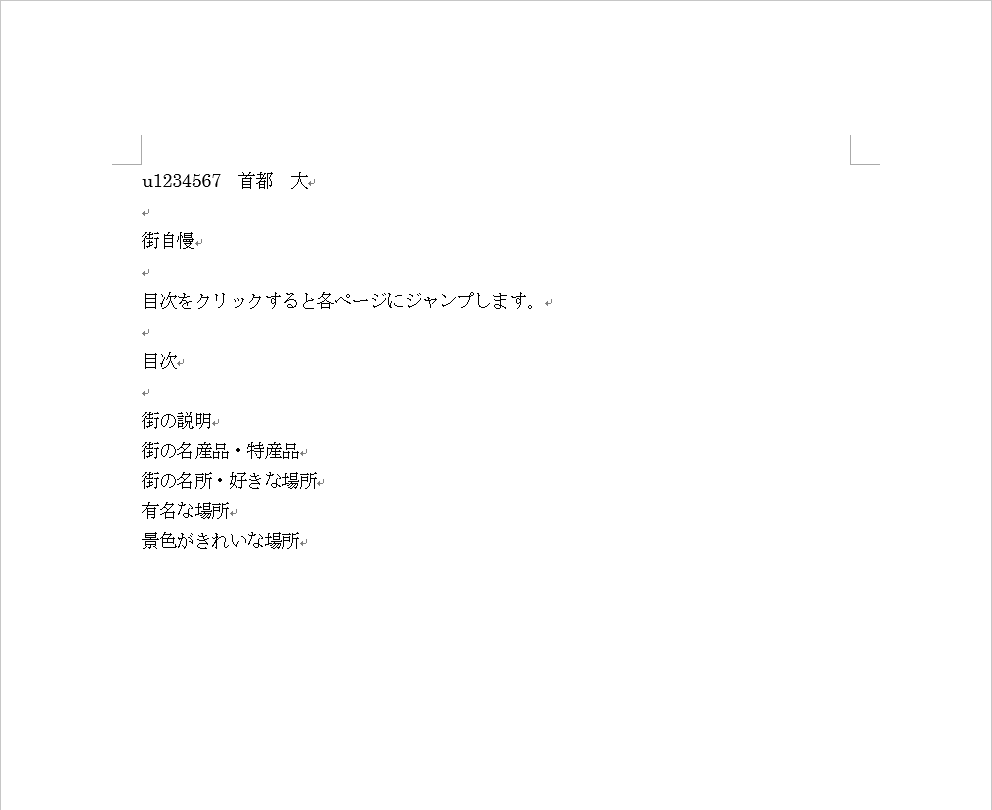 u1234567　首都　大
街自慢
目次をクリックすると各ページにジャンプします。
目次
街の説明
街の名産品・特産品
街の名所・好きな場所
有名な場所
景色がきれいな場所